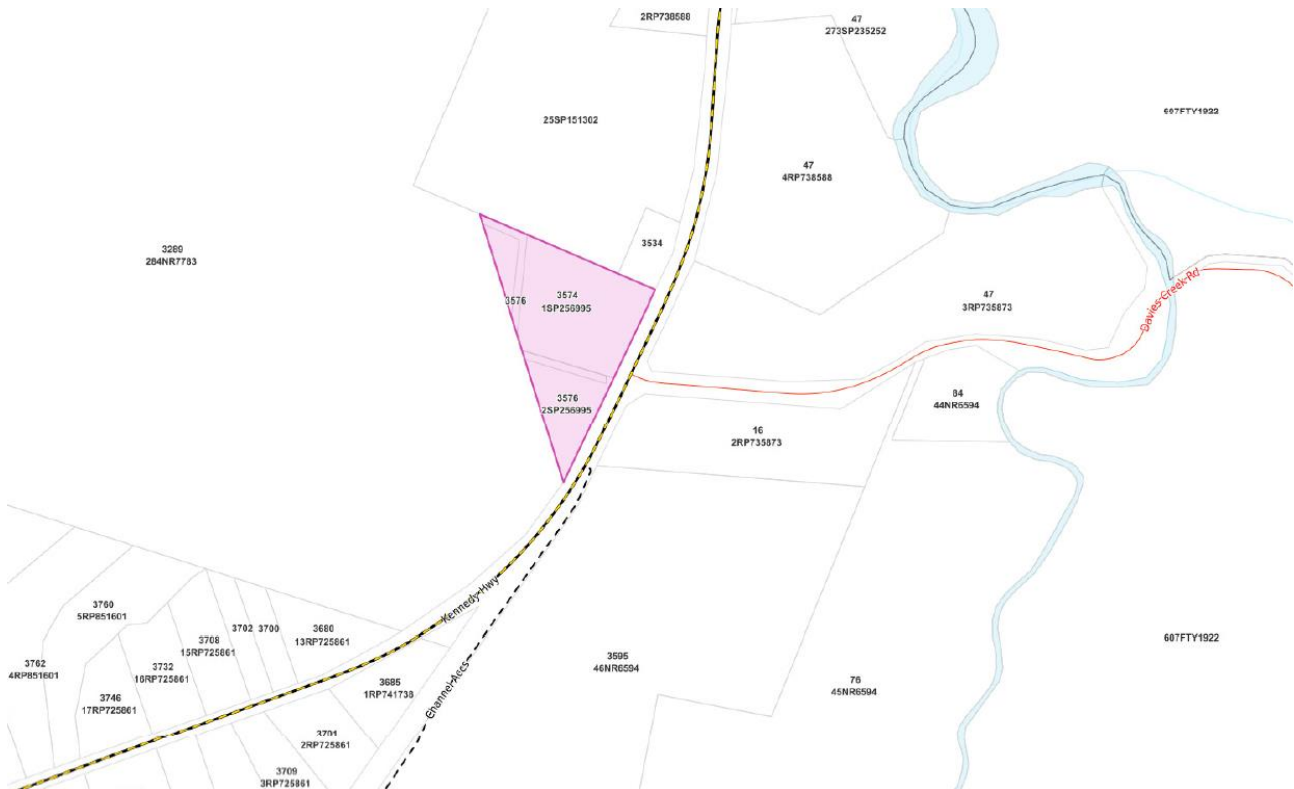 2RP738588
47
273SP235252
25SP151302
607FTY1922
47
4RP738588
3534
3289
284NR7783
3574
1SP256995
3576
47
3RP735873
Davies-Creek-Rd
3576
2SP256995
84
44NR6594
16
2RP735873
Kennedy-Hwy
3760
5RP851601
3702
3700
3680
13RP725861
3708
15RP725861
3762
4RP851601
3732
16RP725861
607FTY1922
3595
46NR6594
76
45NR6594
3685
1RP741738
Channel-Accs
3746
17RP725861
3701
2RP725861
3709
3RP725861